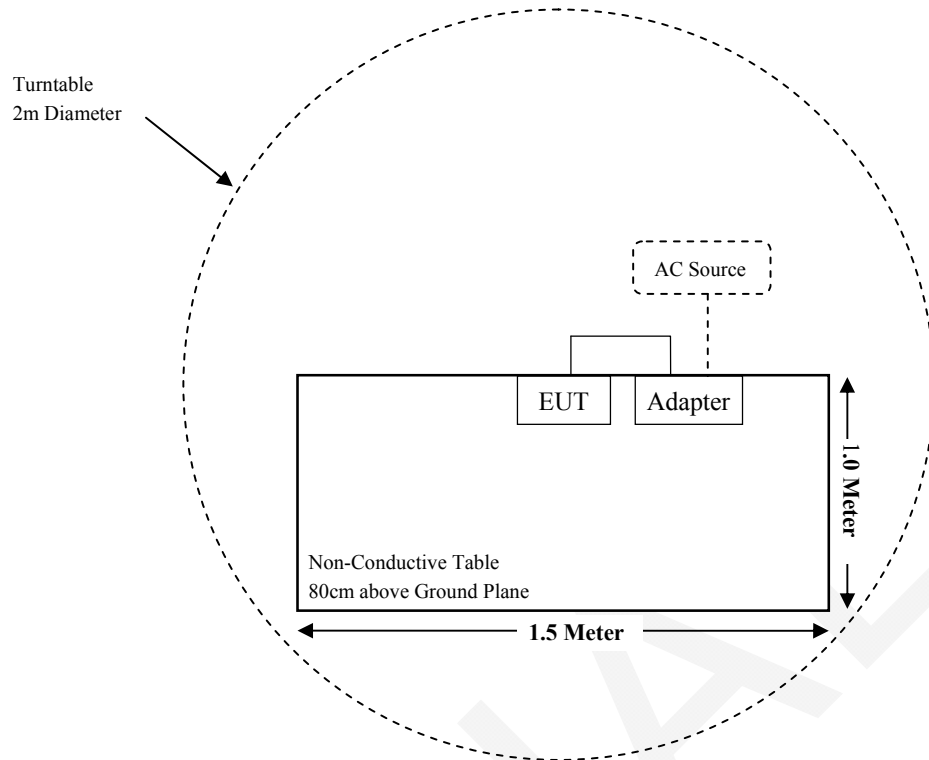 Turntable
2m Diameter
AC Source
EUT
Adapter
1.0 Meter
Non-Conductive Table
80cm above Ground Plane
1.5 Meter